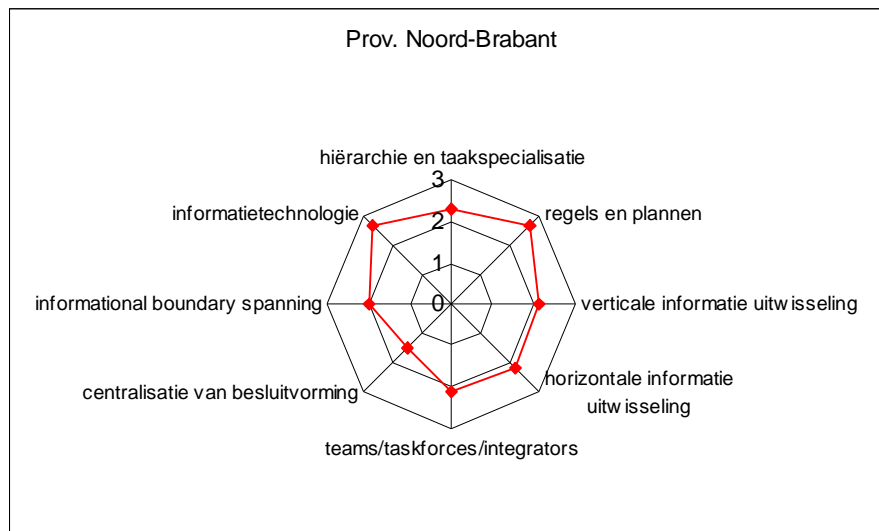 Prov. Noord-Brabant
hiërarchie en taakspecialisatie
3
informatietechnologie
regels en plannen
2
1
informational boundary spanning
0
verticale informatie uitwisseling
centralisatie van besluitvorming
horizontale informatie
uitwisseling
teams/taskforces/integrators